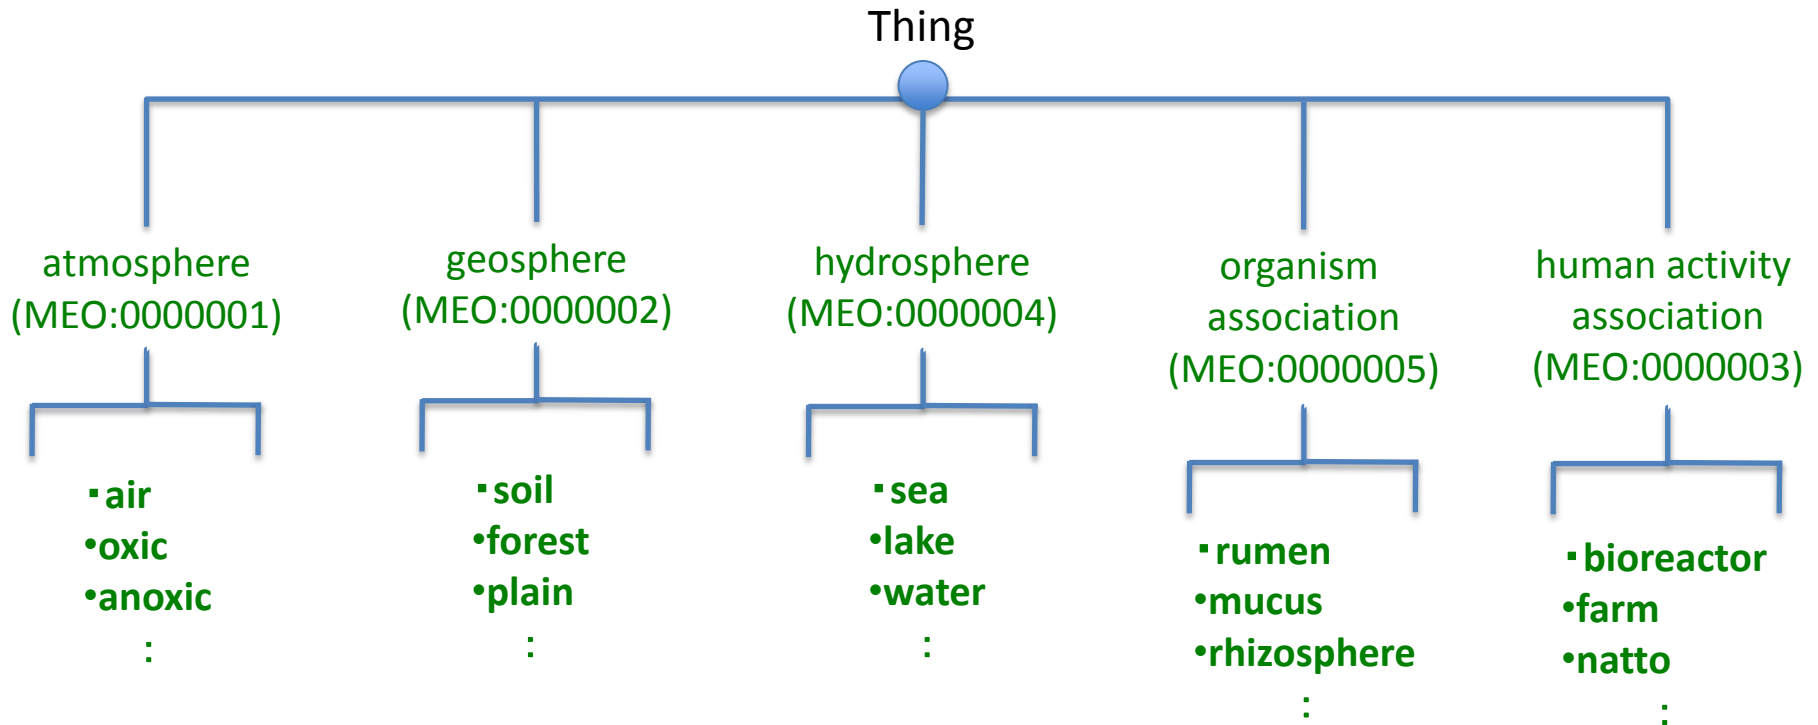 Thing
atmosphere
(MEO:0000001)
▪air
•oxic
•anoxic
:
geosphere
(MEO:0000002)
▪soil
•forest
•plain
:
hydrosphere
(MEO:0000004)
▪sea
•lake
•water
:
organism
association
(MEO:0000005)
▪rumen
•mucus
•rhizosphere
:
human activity
association
(MEO:0000003)
▪bioreactor
•farm
•natto
: